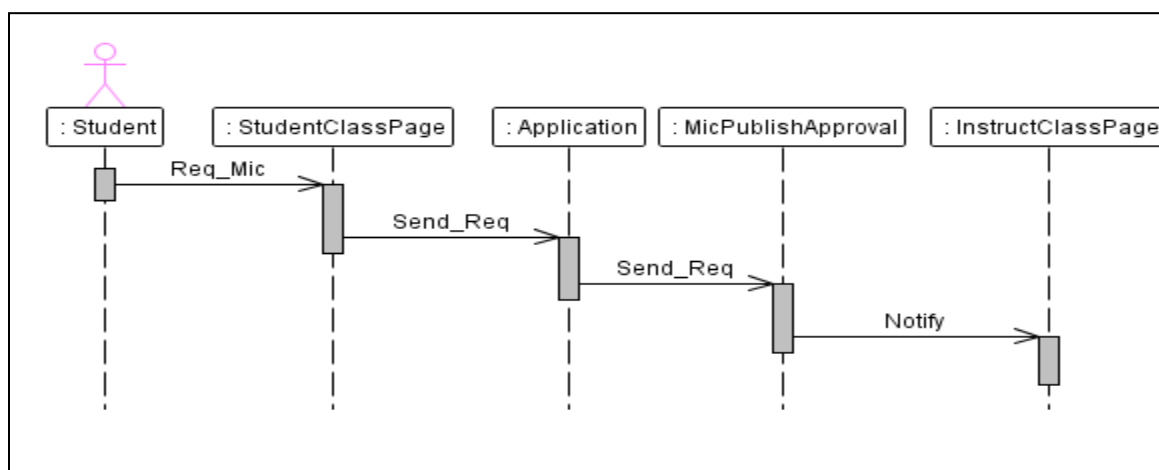 : Student
: StudentClassPage
: Application
: MicPublishApproval
: InstructClassPage
Req_Mic
Send_Req
Send_Req
Notify